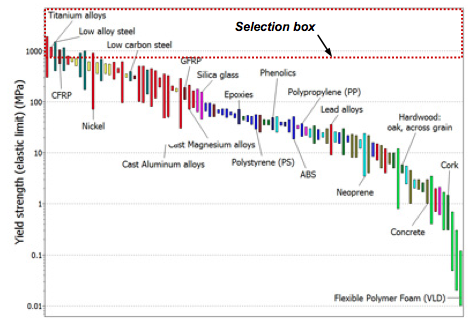 Selection box
Titanium alloys
Low alloy steel
Low carbon steel
GFRP
Silica glass
Phenolics
Epoxies
Polypropylene (PP)
Lead alloys
Hardwood:
oak, across grain
CFRP
Nickel
Cast Magnesium alloys
Cast Aluminum alloys
Polystyrene (PS)
ABS
Neoprene
Cork
Concrete
Flexible Polymer Foam (VLD)
Yield strength (elastic limit) (MPa)
1000
100
10
1
0.1
0.01